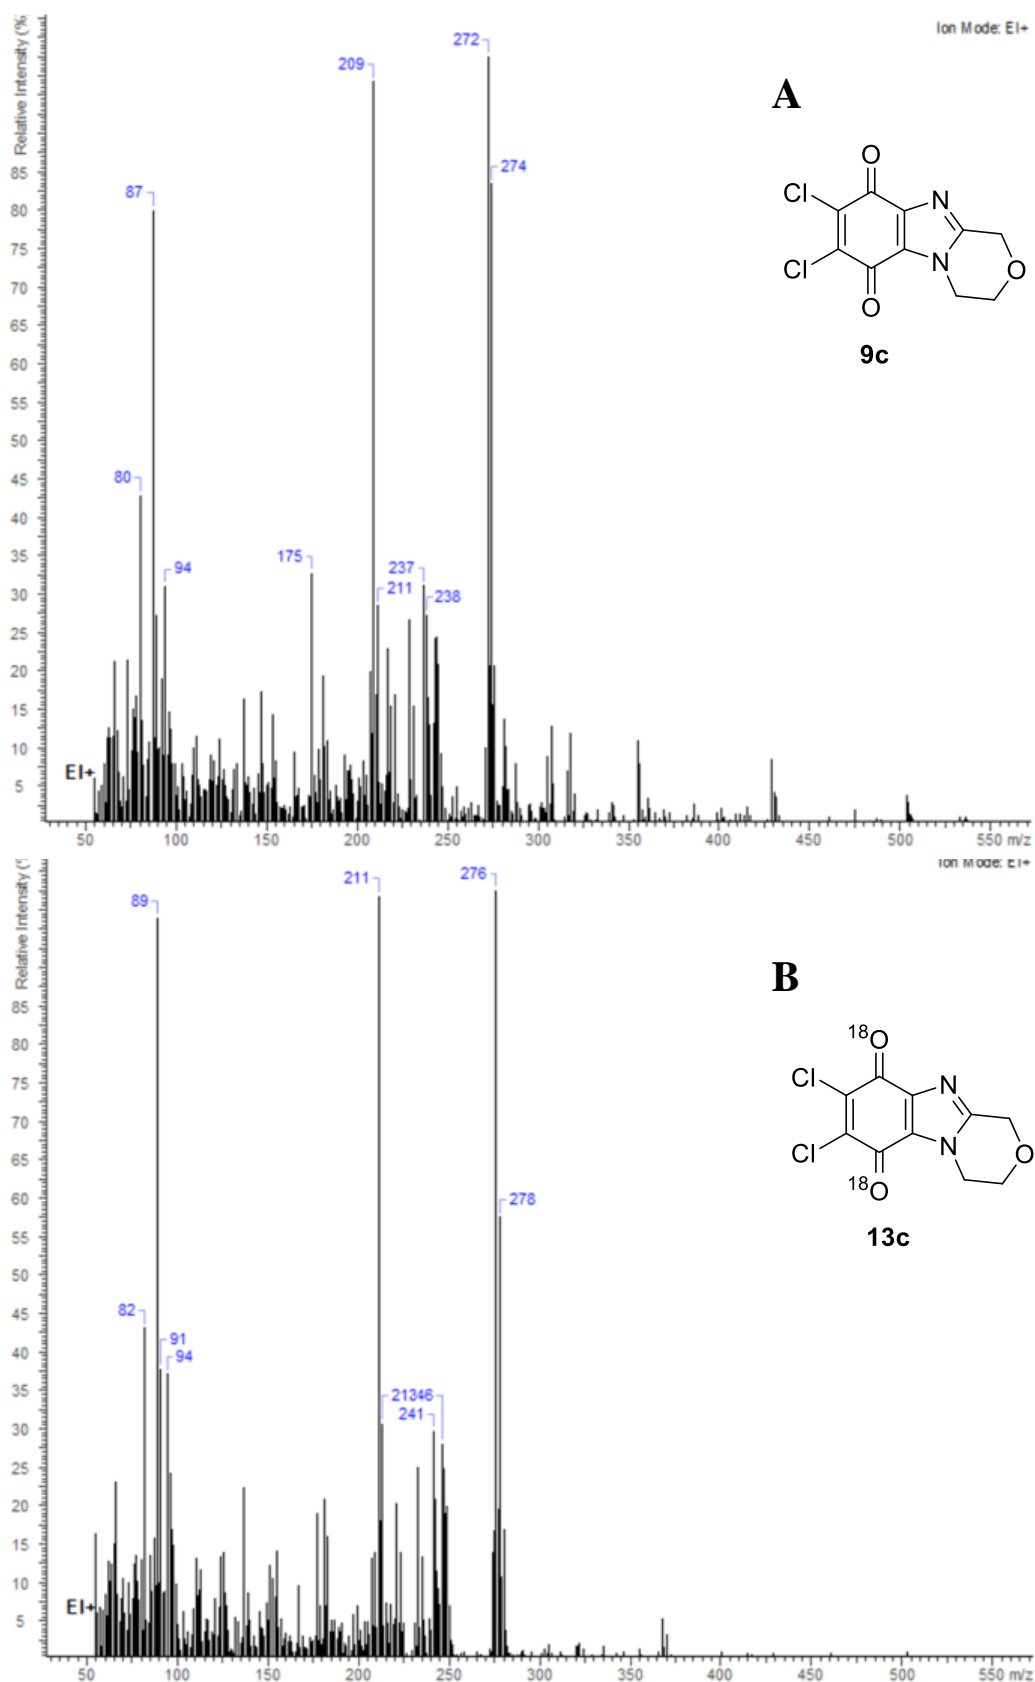 Ion Mode: EI+
Relative Intensity (%
272
209
A
274
87
80
94
175
237
211
238
85
80
75
70
65
60
55
50
45
40
35
30
25
20
15
10
5
EI+
50 100 150 200 250 300 350 400 450 500 550 m/z
O
Cl
N
Cl
N
O
O
9c
Ion Mode: EI+
Relative Intensity (%
276
211
89
B
278
82
91
94
21346
241
85
80
75
70
65
60
55
50
45
40
35
30
25
20
15
10
5
EI+
50 100 150 200 250 300 350 400 450 500 550 m/z
18O
Cl
N
Cl
N
O
18O
13c